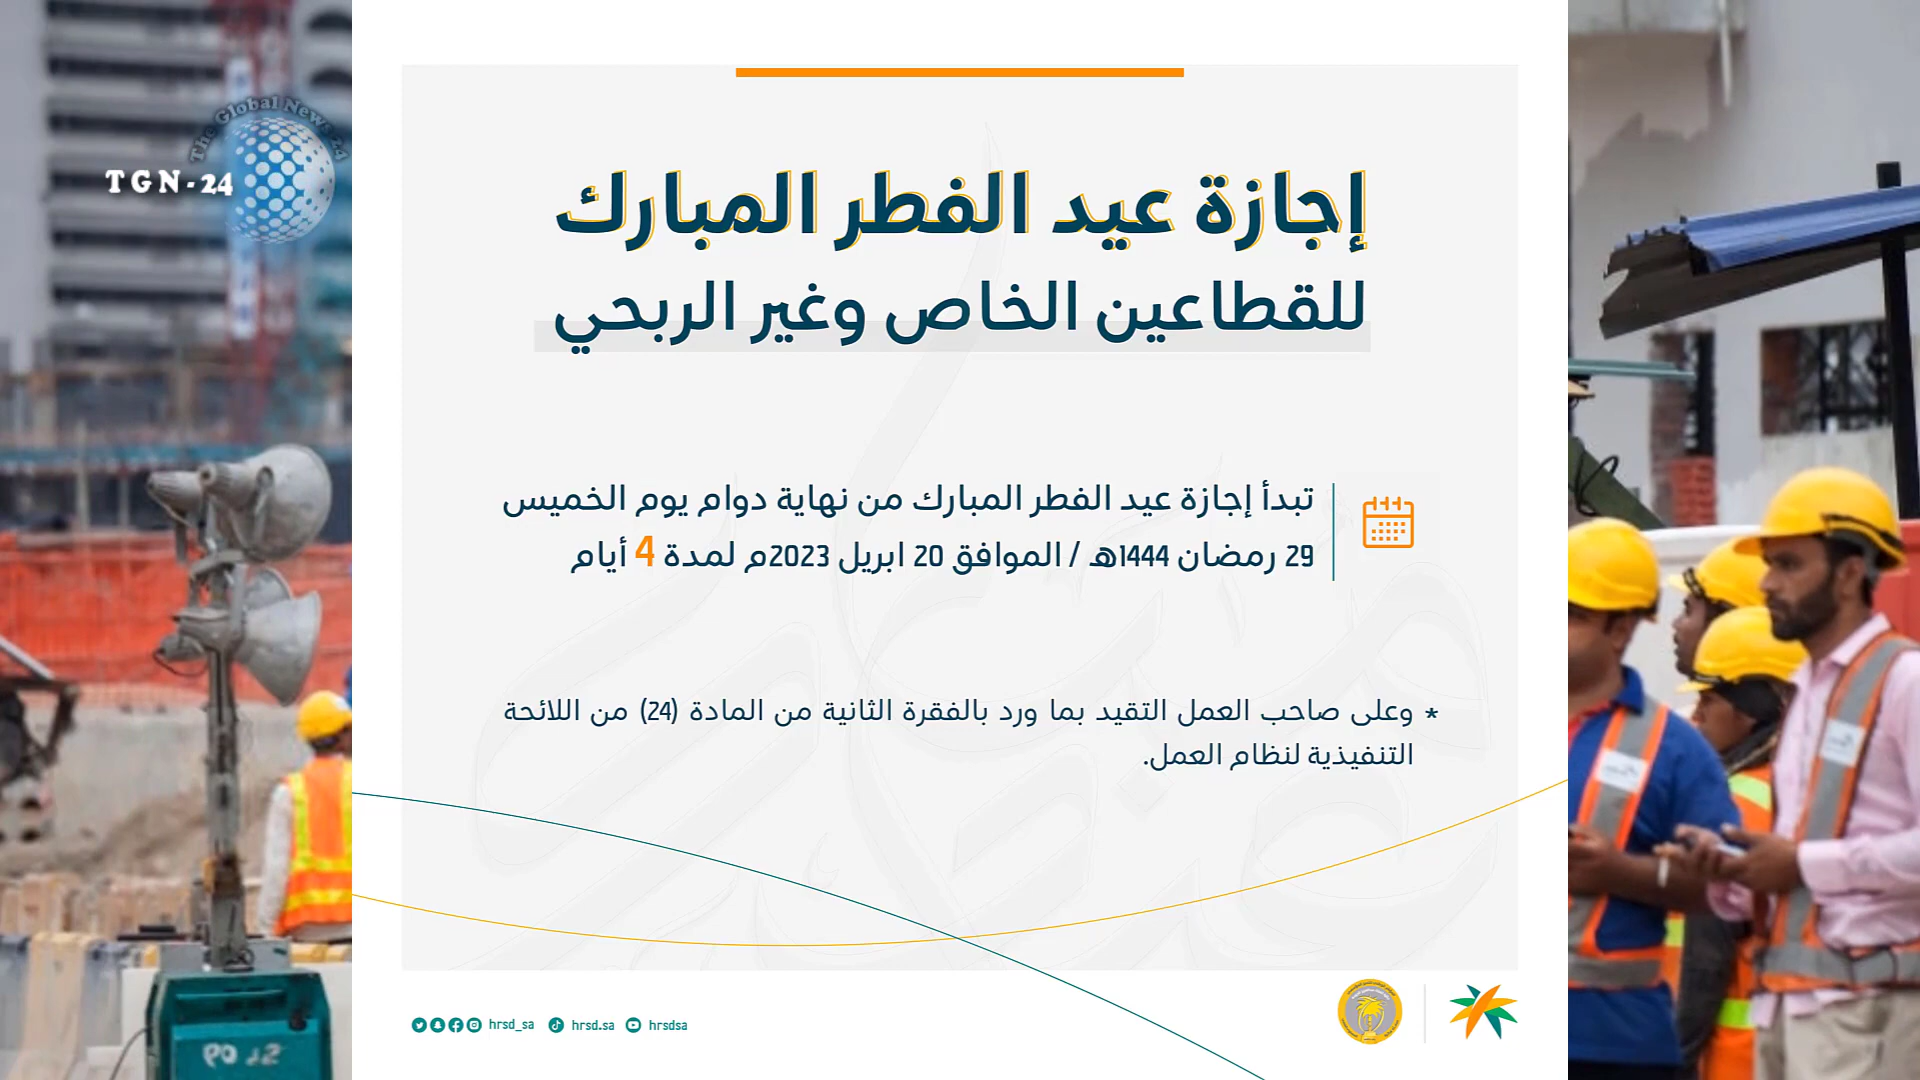 The Global News 24
TGN-24
إجازة عيد الفطر المبارك
للقطاعين الخاص وغير الربحي
تبدأ إجازة عيد الفطر المبارك من نهاية دوام يوم الخميس
29 رمضان 1444هـ / الموافق 20 ابريل 2023م لمدة 4 أيام
* وعلى صاحب العمل التقيد بما ورد بالفقرة الثانية من المادة (24) من اللائحة
التنفيذية لنظام العمل.
hrsd_sa hrsd.sa hrsdsa